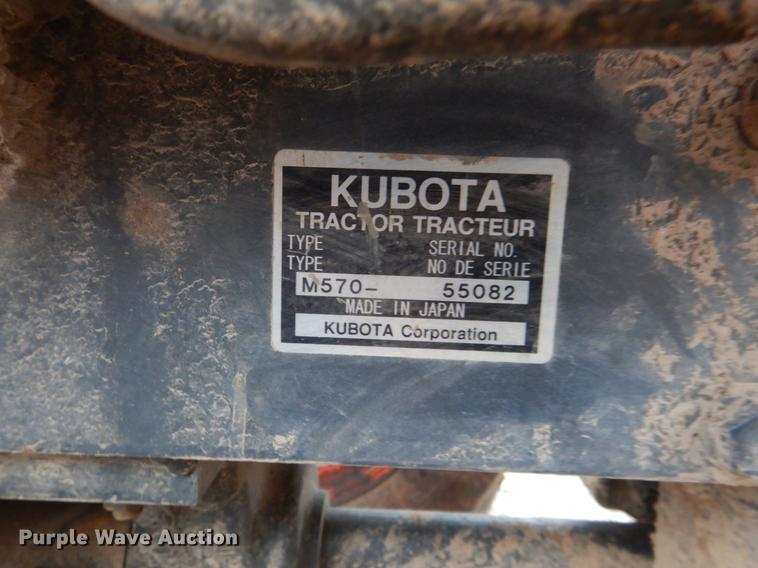 KUBOTA
TRACTOR TRACTEUR
TYPE SERIAL NO.
TYPE NO DE SERIE
M570- 55082
MADE IN JAPAN
KUBOTA Corporation
Purple Wave Auction